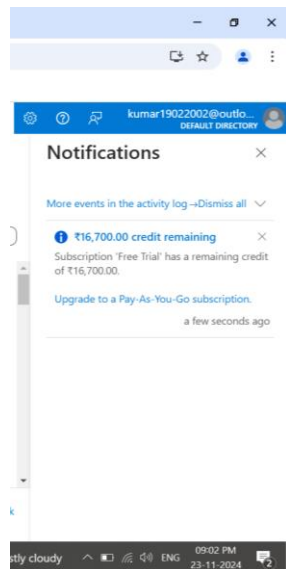 kumar19022002@outlo...
DEFAULT DIRECTORY
Notifications
More events in the activity log →Dismiss all
₹16,700.00 credit remaining
Subscription 'Free Trial' has a remaining credit
of ₹16,700.00.
Upgrade to a Pay-As-You-Go subscription.
a few seconds ago
k
stly cloudy ENG 09:02 PM
23-11-2024 2